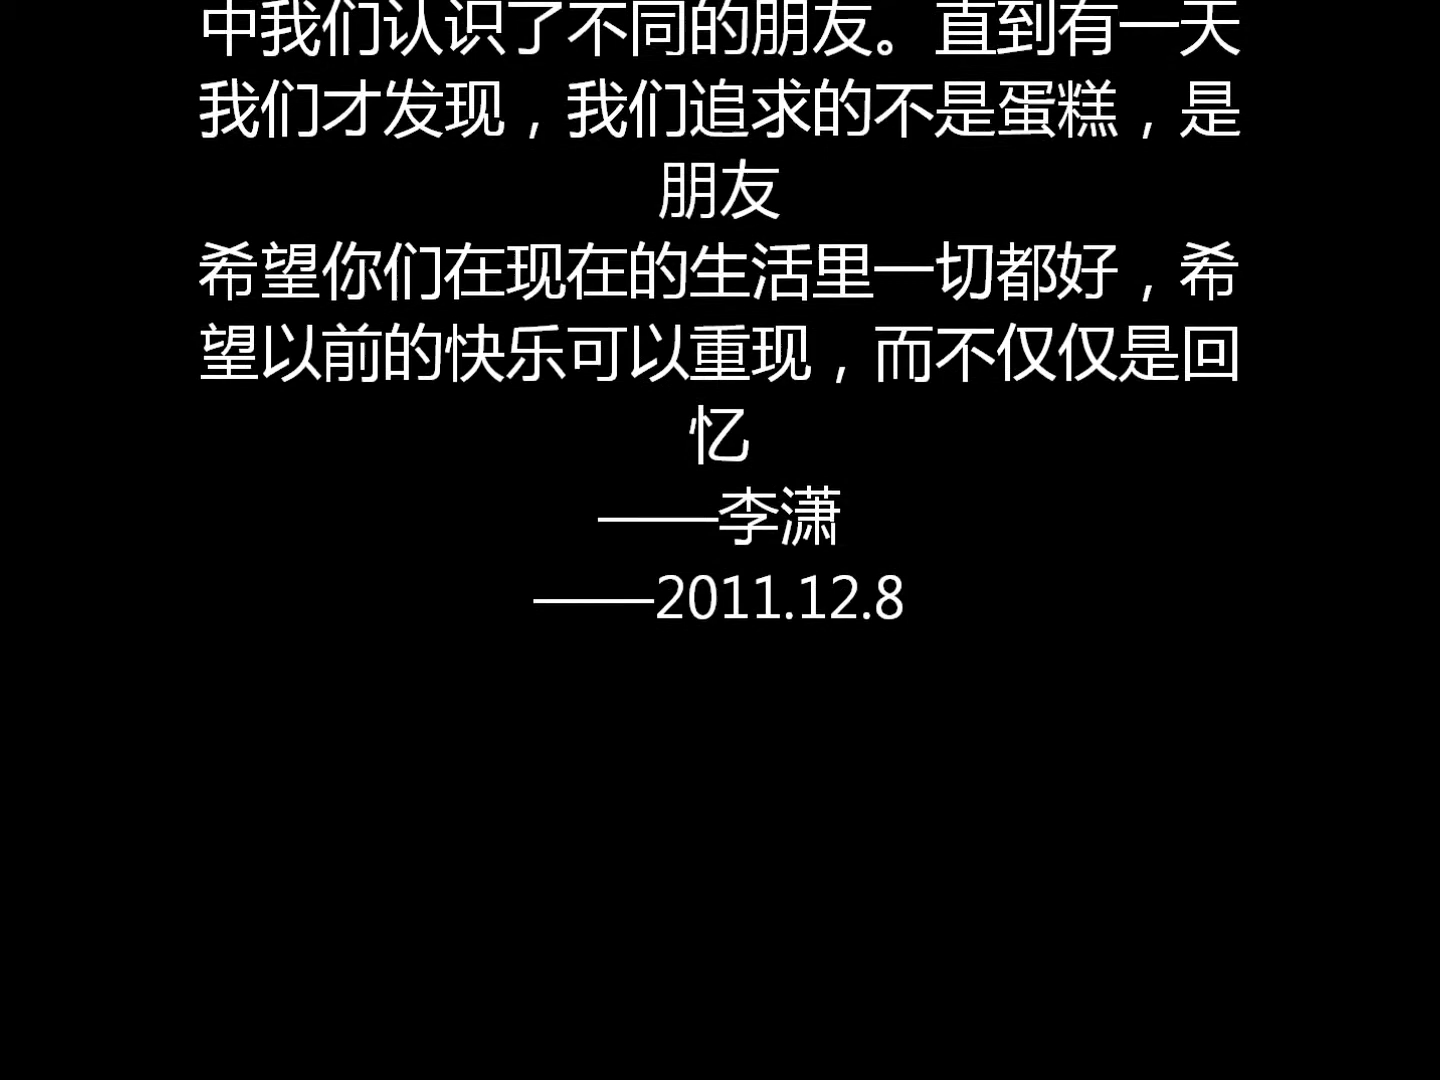 中我们认识了不同的朋友。直到有一天
我们才发现，我们追求的不是蛋糕，是
朋友
希望你们在现在的生活里一切都好，希
望以前的快乐可以重现，而不仅仅是回
忆
——李潇
——2011.12.8